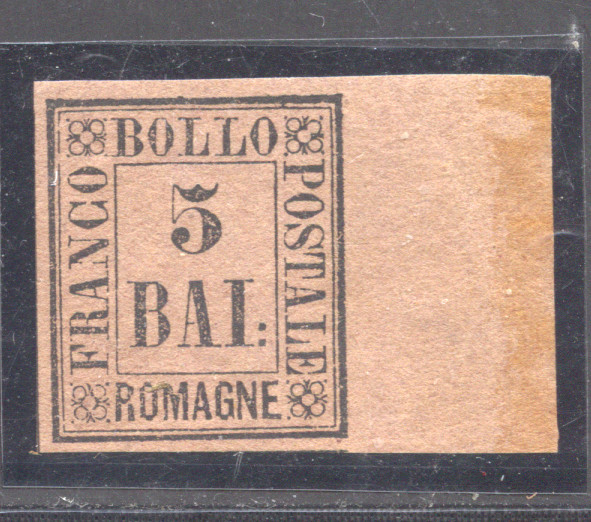 BOLLO
FRANCO
POSTALE
5
BAI:
ROMAGNE